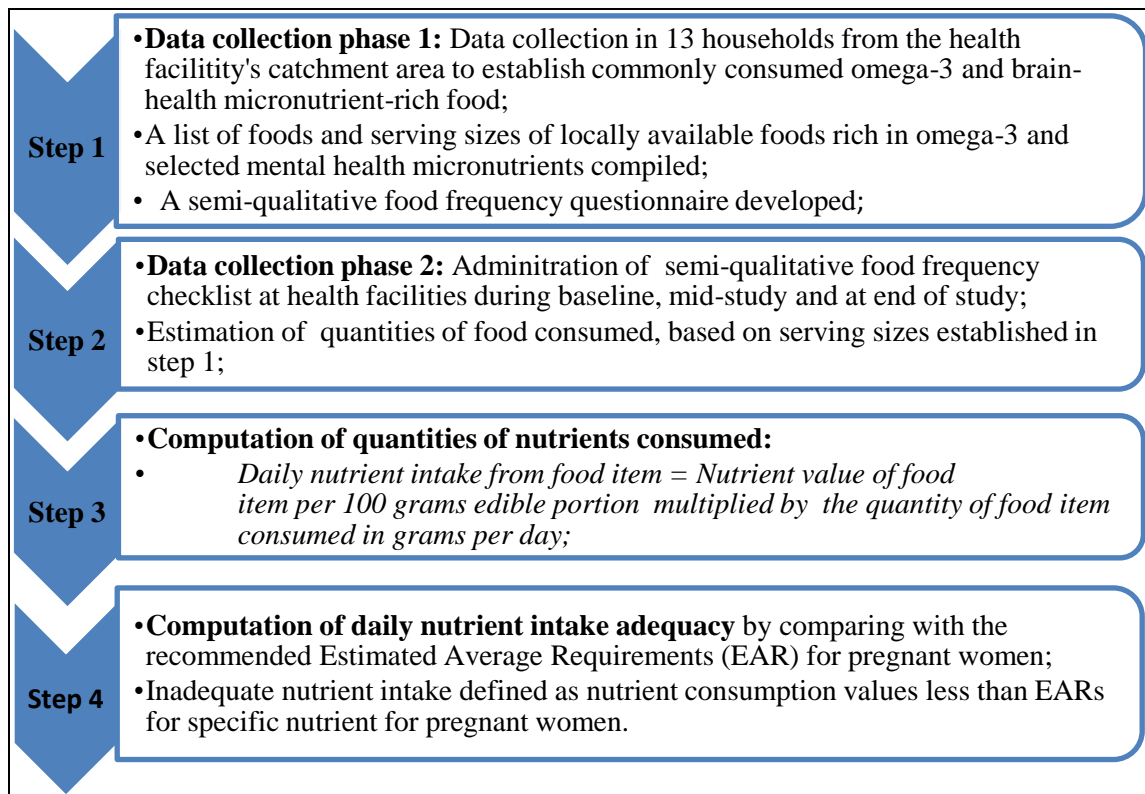 Step 1
•Data collection phase 1: Data collection in 13 households from the health
facilitity's catchment area to establish commonly consumed omega-3 and brain-
health micronutrient-rich food;
•A list of foods and serving sizes of locally available foods rich in omega-3 and
selected mental health micronutrients compiled;
• A semi-qualitative food frequency questionnaire developed;
Step 2
•Data collection phase 2: Adminitration of semi-qualitative food frequency
checklist at health facilities during baseline, mid-study and at end of study;
•Estimation of quantities of food consumed, based on serving sizes established in
step 1;
Step 3
•Computation of quantities of nutrients consumed:
• Daily nutrient intake from food item = Nutrient value of food
item per 100 grams edible portion multiplied by the quantity of food item
consumed in grams per day;
Step 4
•Computation of daily nutrient intake adequacy by comparing with the
recommended Estimated Average Requirements (EAR) for pregnant women;
•Inadequate nutrient intake defined as nutrient consumption values less than EARs
for specific nutrient for pregnant women.